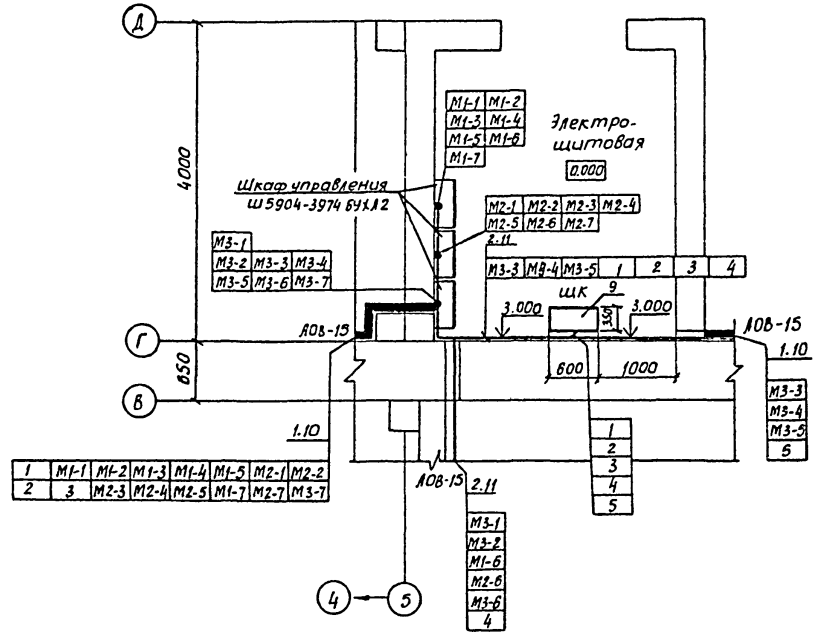 Д
М1-1 М1-2
М1-3 М1-4
М1-5 М1-6
М1-7
Электро-
щитовая
0.000
4000
Шкаф управления
Ш5904-3974 БУХЛ2
М2-1 М2-2 М2-3 М2-4
М2-5 М2-6 М2-7
2.11
М3-1
М3-2 М3-3 М3-4
М3-5 М3-6 М3-7
М3-3 М3-4 М3-5 1 2 3 4
ЩК
9
3.000
350
3.000
ЛОВ-15
ЛОВ-15
Г
1.10
650
600
1000
М3-3
М3-4
М3-5
5
В
1.10
1
2
3
4
5
1 М1-1 М1-2 М1-3 М1-4 М1-5 М2-1 М2-2
2 3 М2-3 М2-4 М2-5 М1-7 М2-7 М3-7
ЛОВ-15
2.11
М3-1
М3-2
М1-6
М2-6
М3-6
4
4
5